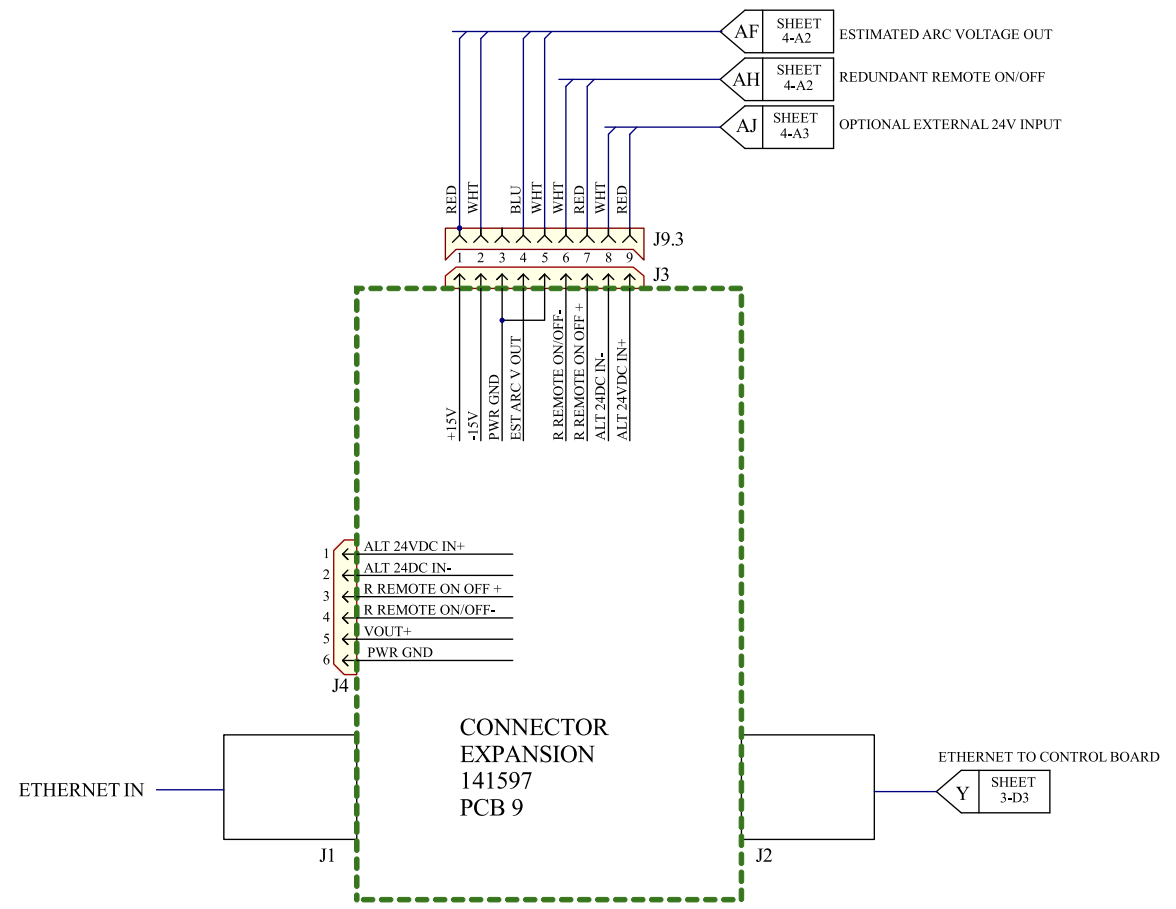 AF
SHEET
4-A2
ESTIMATED ARC VOLTAGE OUT
AH
SHEET
4-A2
REDUNDANT REMOTE ON/OFF
AJ
SHEET
4-A3
OPTIONAL EXTERNAL 24V INPUT
RED
WHT
BLU
WHT
WHT
RED
WHT
RED
J9.3
1 2 3 4 5 6 7 8 9
J3
+15V
-15V
PWR GND
EST ARC V OUT
R REMOTE ON/OFF-
R REMOTE ON OFF +
ALT 24DC IN-
ALT 24VDC IN+
1 ALT 24VDC IN+
2 ALT 24DC IN-
3 R REMOTE ON OFF +
4 R REMOTE ON/OFF-
5 VOUT+
6 PWR GND
J4
CONNECTOR
EXPANSION
141597
PCB 9
ETHERNET IN
J1
J2
ETHERNET TO CONTROL BOARD
Y
SHEET
3-D3